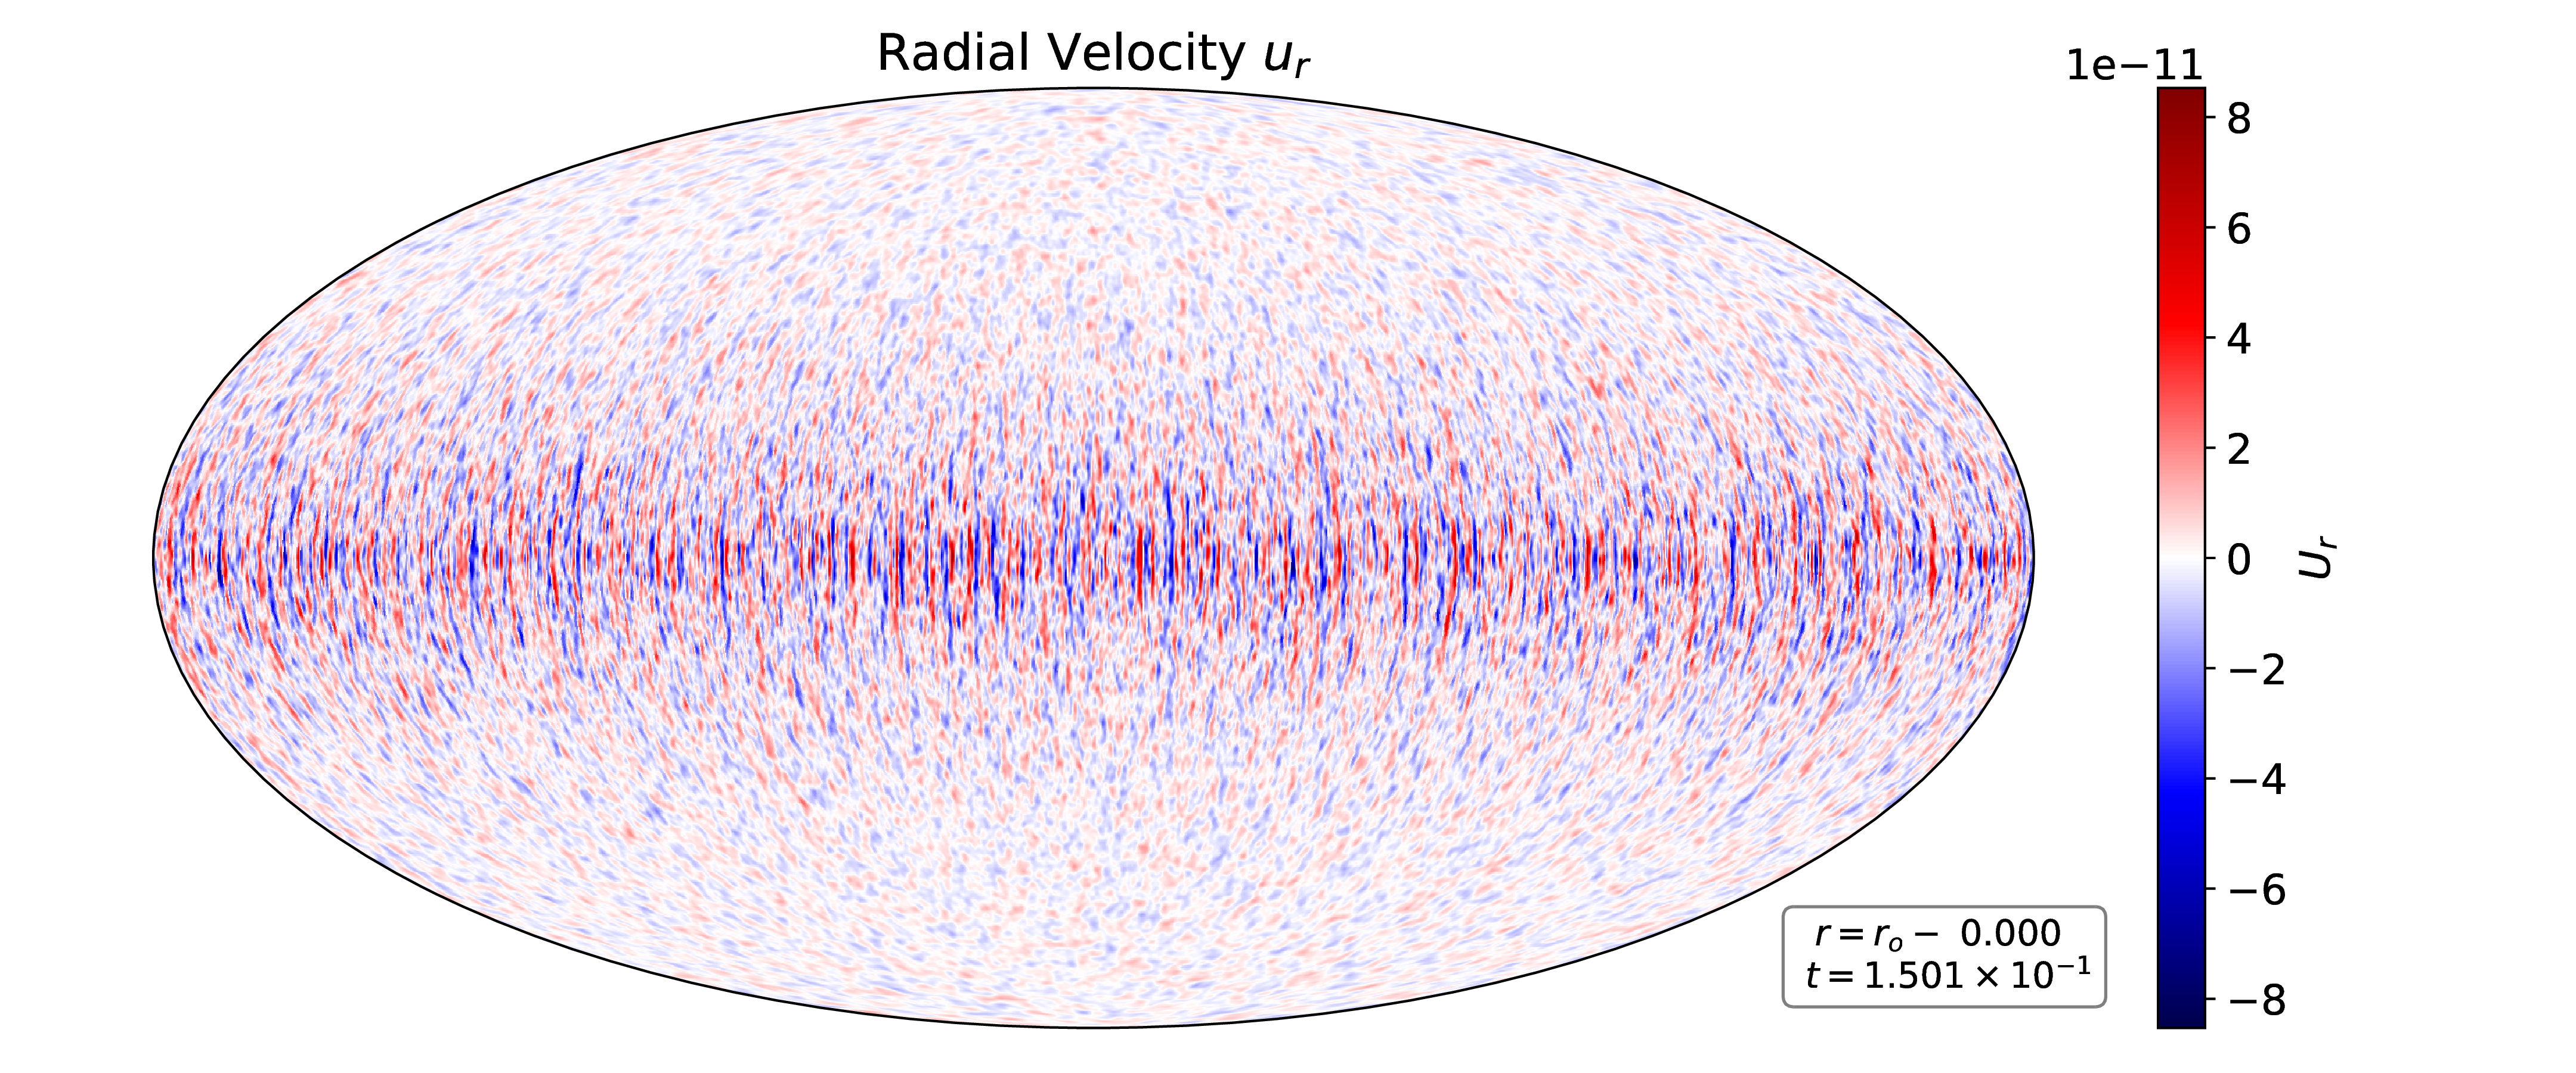 Radial Velocity u_r
1e−11
8
6
4
2
0
−2
−4
−6
−8
U_r
r = r_o − 0.000
t = 1.501 × 10⁻¹